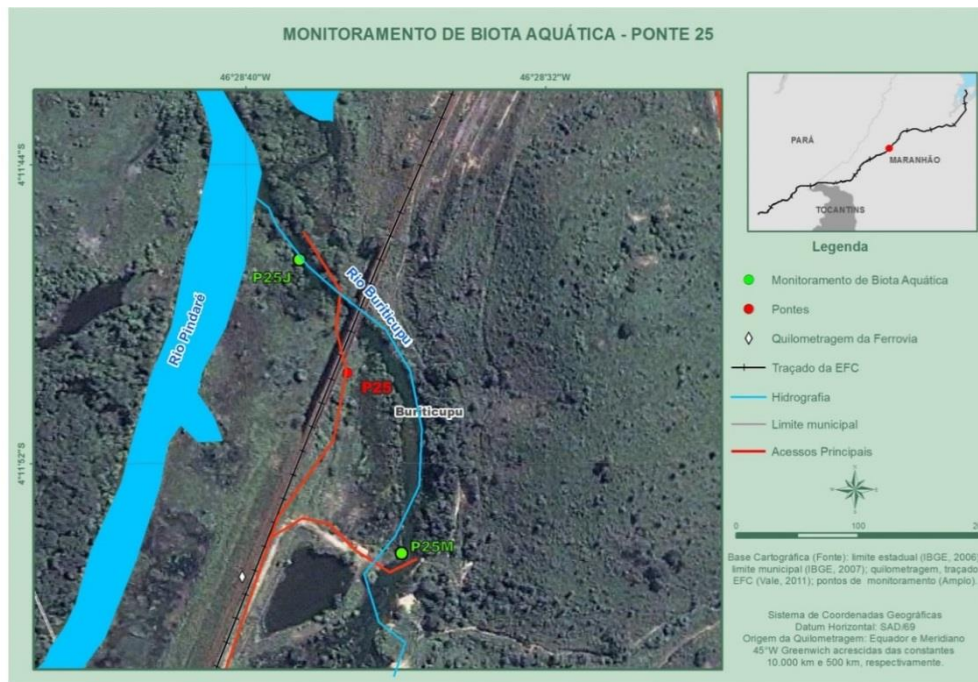 MONITORAMENTO DE BIOTA AQUÁTICA - PONTE 25
46°28'40"W
46°28'32"W
4°11'44"S
4°11'52"S
Rio Pindaré
P25J
Rio Buriticupu
P25
Buriticupu
P25M
PARÁ
MARANHÃO
TOCANTINS
Legenda
Monitoramento de Biota Aquática
Pontes
Quilometragem da Ferrovia
Traçado da EFC
Hidrografia
Limite municipal
Acessos Principais
0 100 2
Base Cartográfica (Fonte): limite estadual (IBGE, 2006
limite municipal (IBGE, 2007); quilometragem, traçado
EFC (Vale, 2011); pontos de monitoramento (Amplo).
Sistema de Coordenadas Geográficas
Datum Horizontal: SAD/69
Origem da Quilometragem: Equador e Meridiano
45°W Greenwich acrescidas das constantes
10.000 km e 500 km, respectivamente.